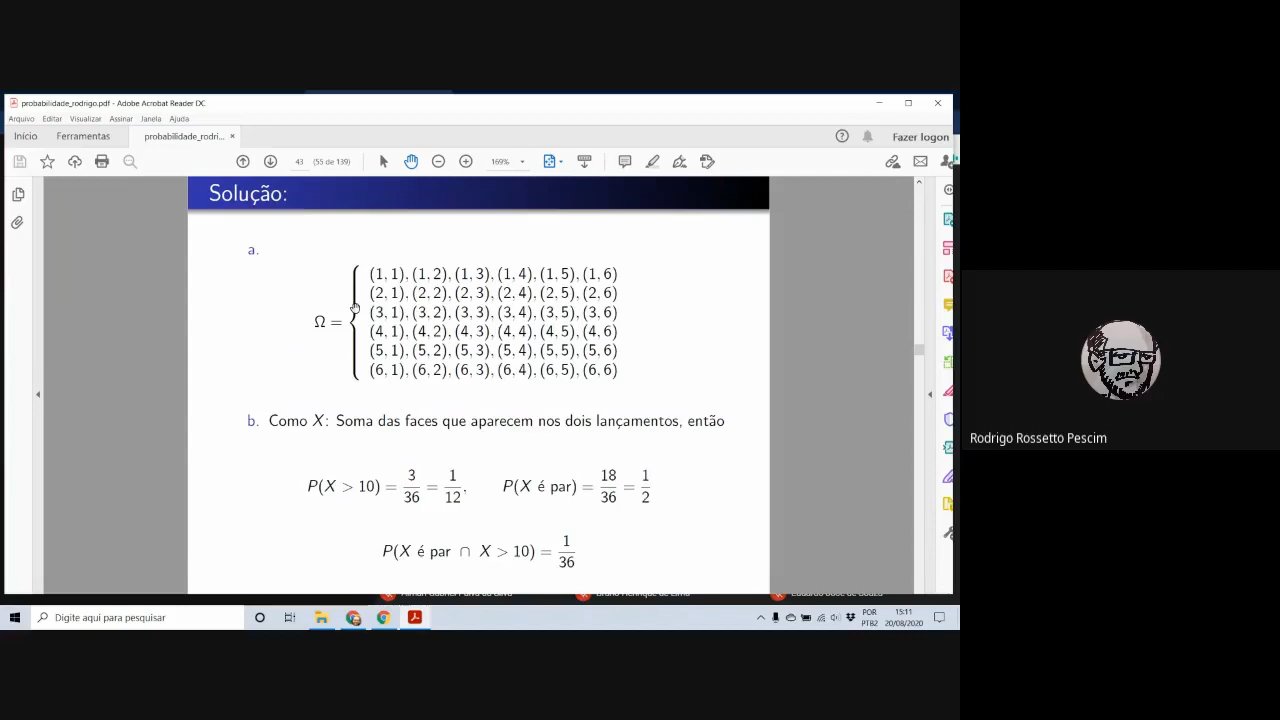 probabilidade_rodrigo.pdf - Adobe Acrobat Reader DC
Arquivo Editar Visualizar Assinar Janela Ajuda
Início Ferramentas probabilidade_rodri... × Fazer logon
43 (55 de 139) 169%
Solução:
a.
(1, 1), (1, 2), (1, 3), (1, 4), (1, 5), (1, 6)
(2, 1), (2, 2), (2, 3), (2, 4), (2, 5), (2, 6)
Ω = { (3, 1), (3, 2), (3, 3), (3, 4), (3, 5), (3, 6)
(4, 1), (4, 2), (4, 3), (4, 4), (4, 5), (4, 6)
(5, 1), (5, 2), (5, 3), (5, 4), (5, 5), (5, 6)
(6, 1), (6, 2), (6, 3), (6, 4), (6, 5), (6, 6)
b. Como X: Soma das faces que aparecem nos dois lançamentos, então
P(X > 10) = 3/36 = 1/12, P(X é par) = 18/36 = 1/2
P(X é par ∩ X > 10) = 1/36
Rodrigo Rossetto Pescim
Digite aqui para pesquisar
POR 15:11
PTB2 20/08/2020